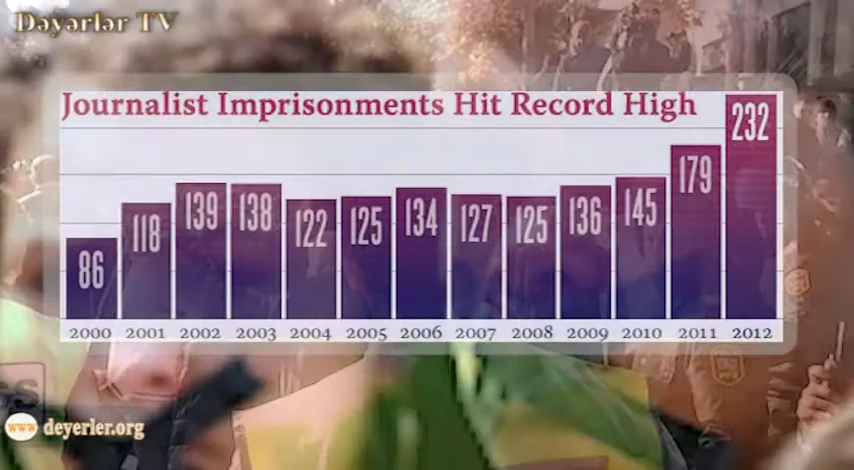 Dəyərlər TV
Journalist Imprisonments Hit Record High
86 118 139 138 122 125 134 127 125 136 145 179 232
2000 2001 2002 2003 2004 2005 2006 2007 2008 2009 2010 2011 2012
www deyerler.org